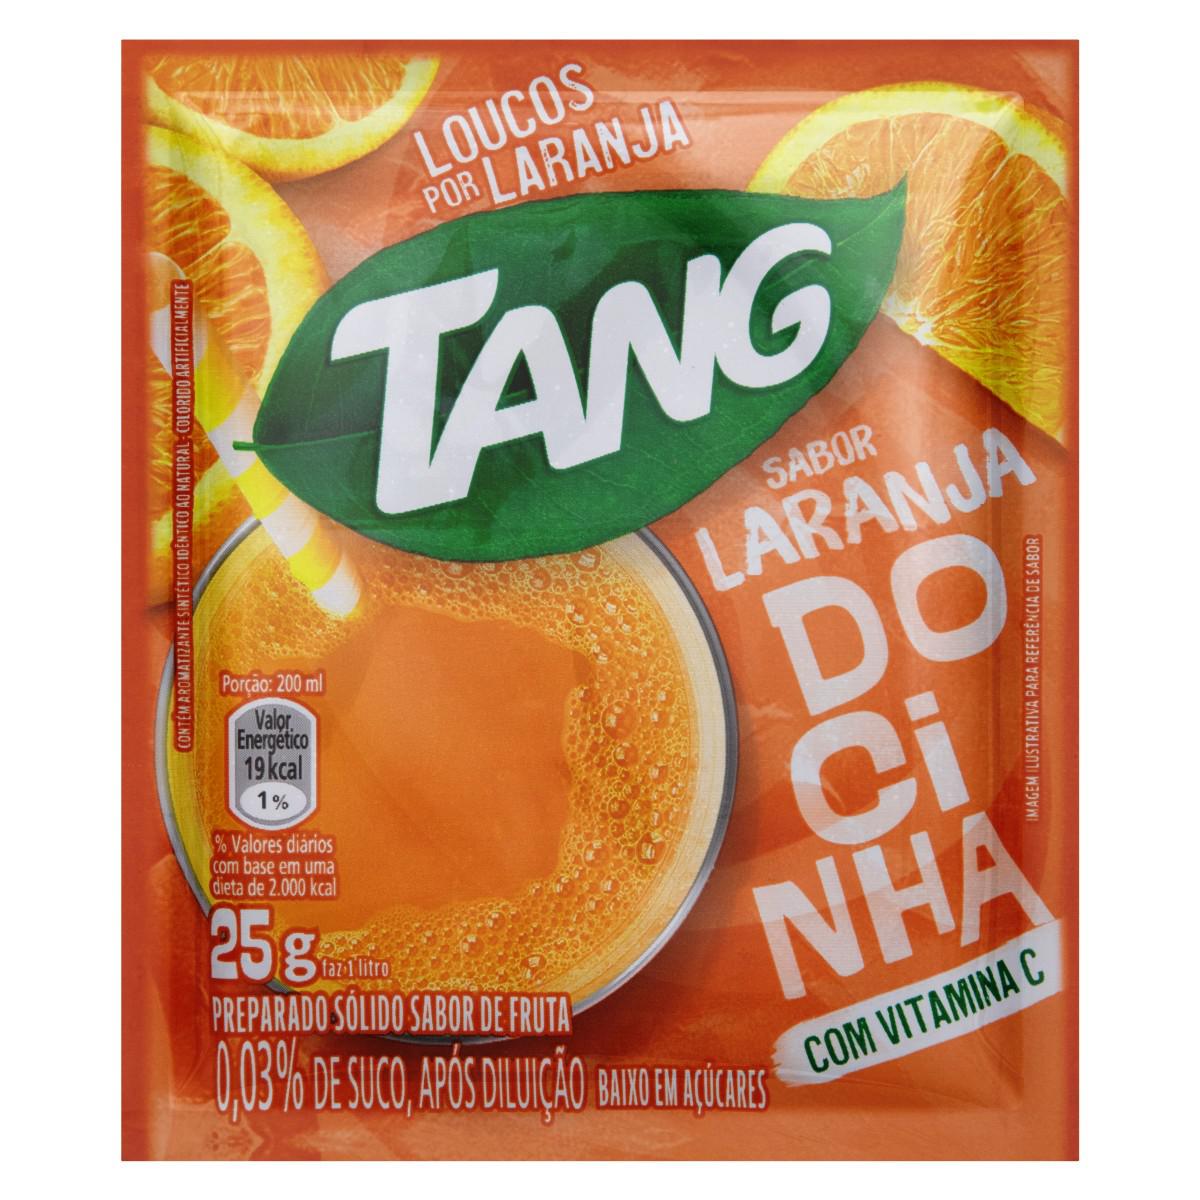 LOUCOS
POR LARANJA
TANG
SABOR
LARANJA
DO
Ci
NHA
COM VITAMINA C
CONTÉM AROMATIZANTE SINTÉTICO IDÊNTICO AO NATURAL - COLORIDO ARTIFICIALMENTE
IMAGEM ILUSTRATIVA PARA REFERÊNCIA DE SABOR
Porção: 200 ml
Valor
Energético
19 kcal
1%
% Valores diários
com base em uma
dieta de 2.000 kcal
25 g faz 1 litro
PREPARADO SÓLIDO SABOR DE FRUTA
0,03% DE SUCO, APÓS DILUIÇÃO BAIXO EM AÇÚCARES